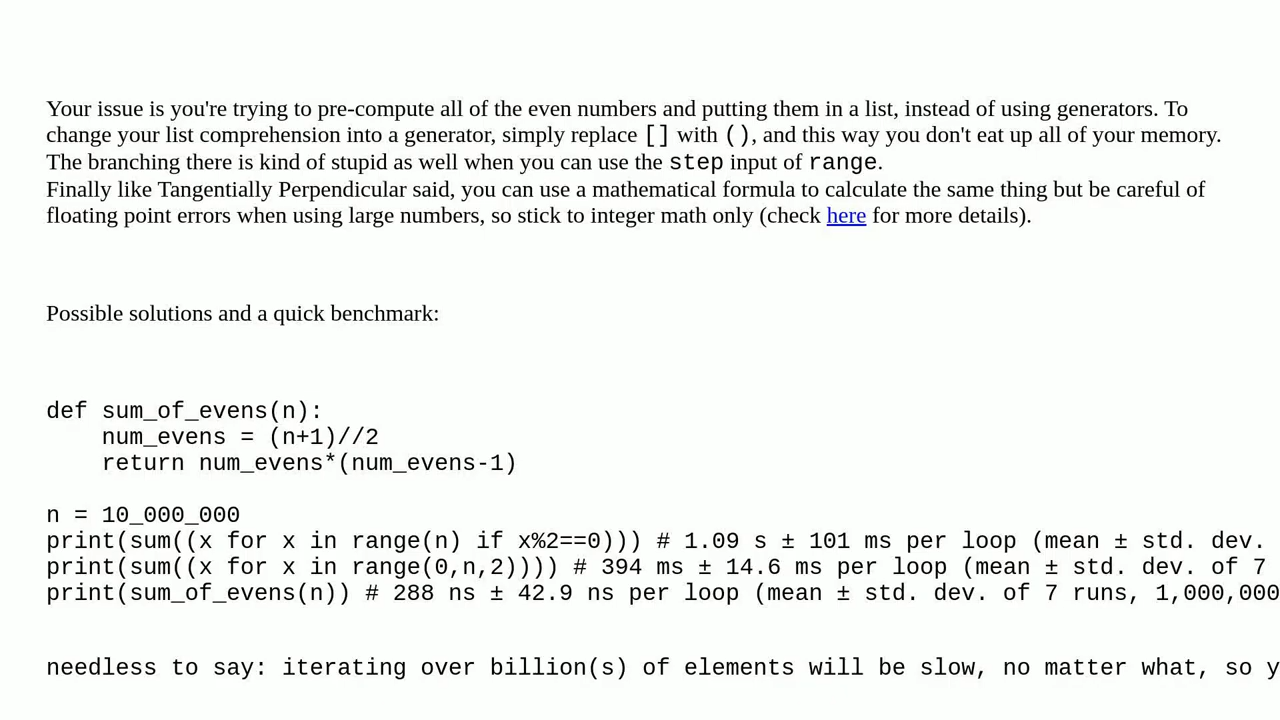 Your issue is you're trying to pre-compute all of the even numbers and putting them in a list, instead of using generators. To
change your list comprehension into a generator, simply replace [] with (), and this way you don't eat up all of your memory.
The branching there is kind of stupid as well when you can use the step input of range.
Finally like Tangentially Perpendicular said, you can use a mathematical formula to calculate the same thing but be careful of
floating point errors when using large numbers, so stick to integer math only (check here for more details).
Possible solutions and a quick benchmark:
def sum_of_evens(n):
    num_evens = (n+1)//2
    return num_evens*(num_evens-1)
n = 10_000_000
print(sum((x for x in range(n) if x%2==0))) # 1.09 s ± 101 ms per loop (mean ± std. dev.
print(sum((x for x in range(0,n,2)))) # 394 ms ± 14.6 ms per loop (mean ± std. dev. of 7
print(sum_of_evens(n)) # 288 ns ± 42.9 ns per loop (mean ± std. dev. of 7 runs, 1,000,000
needless to say: iterating over billion(s) of elements will be slow, no matter what, so y